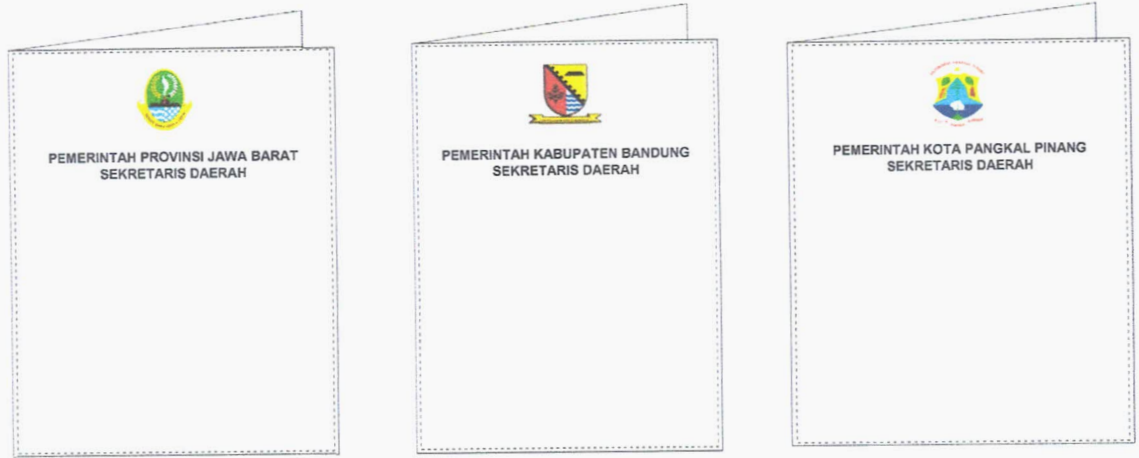 PEMERINTAH PROVINSI JAWA BARAT
SEKRETARIS DAERAH
PEMERINTAH KABUPATEN BANDUNG
SEKRETARIS DAERAH
PEMERINTAH KOTA PANGKAL PINANG
SEKRETARIS DAERAH